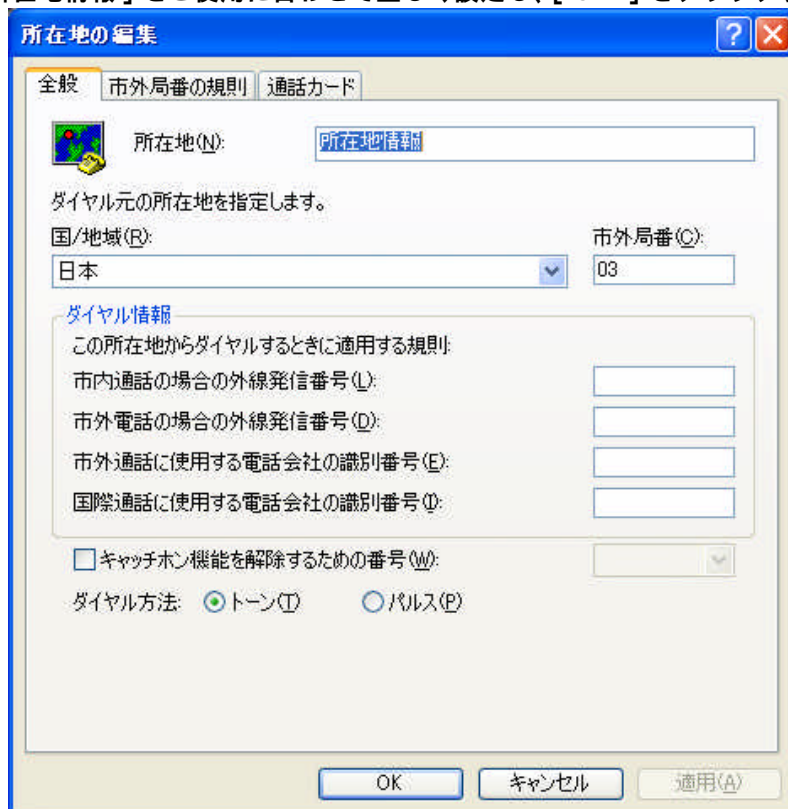 所在地の編集
全般 市外局番の規則 通話カード
所在地(N): 所在地情報
ダイヤル元の所在地を指定します。
国/地域(R): 市外局番(C):
日本 03
ダイヤル情報
この所在地からダイヤルするときに適用する規則:
市内通話の場合の外線発信番号(L):
市外電話の場合の外線発信番号(D):
市外通話に使用する電話会社の識別番号(E):
国際通話に使用する電話会社の識別番号(I):
キャッチホン機能を解除するための番号(W):
ダイヤル方法: トーン(T) パルス(P)
OK キャンセル 適用(A)